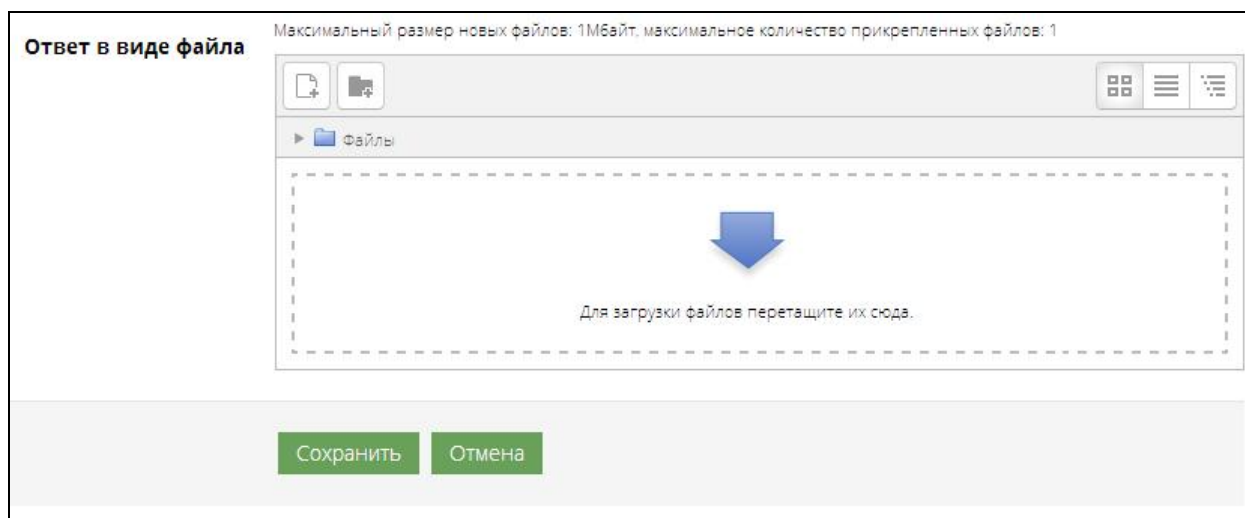 Максимальный размер новых файлов: 1Мбайт, максимальное количество прикрепленных файлов: 1
Ответ в виде файла
Файлы
Для загрузки файлов перетащите их сюда.
Сохранить Отмена